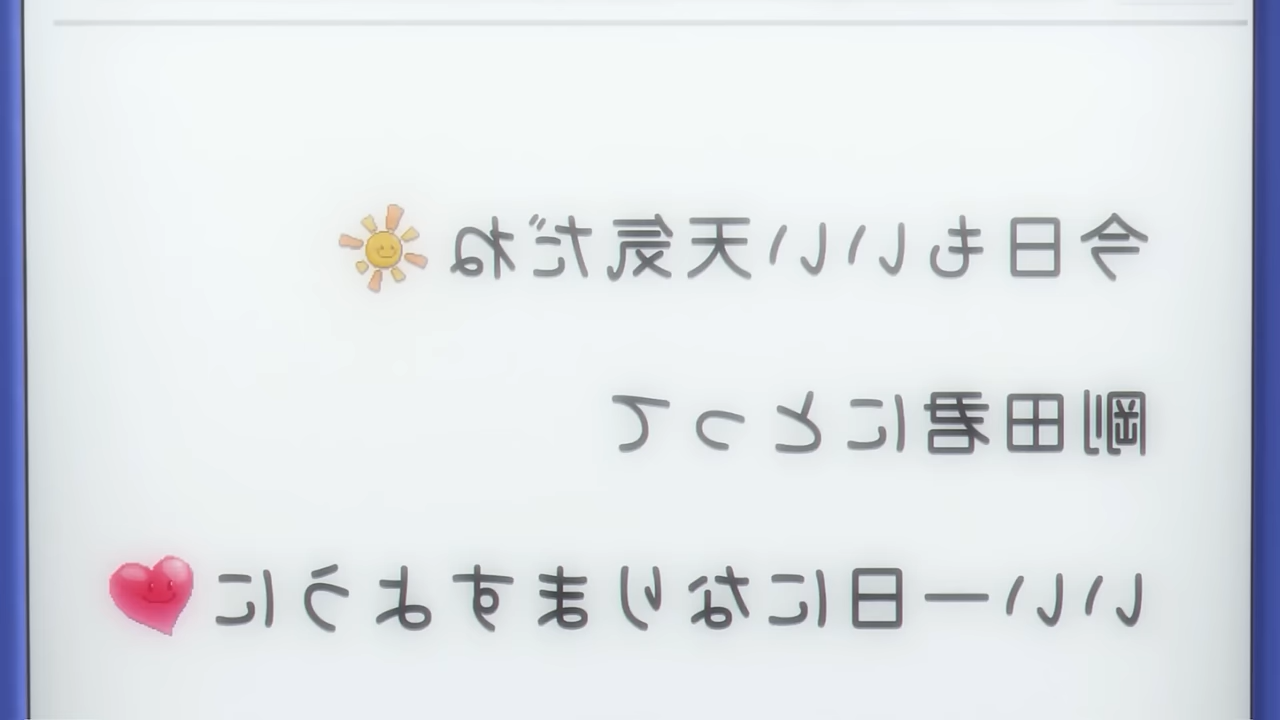 今日もいい天気だね
剛田君にとって
いい一日になりますように